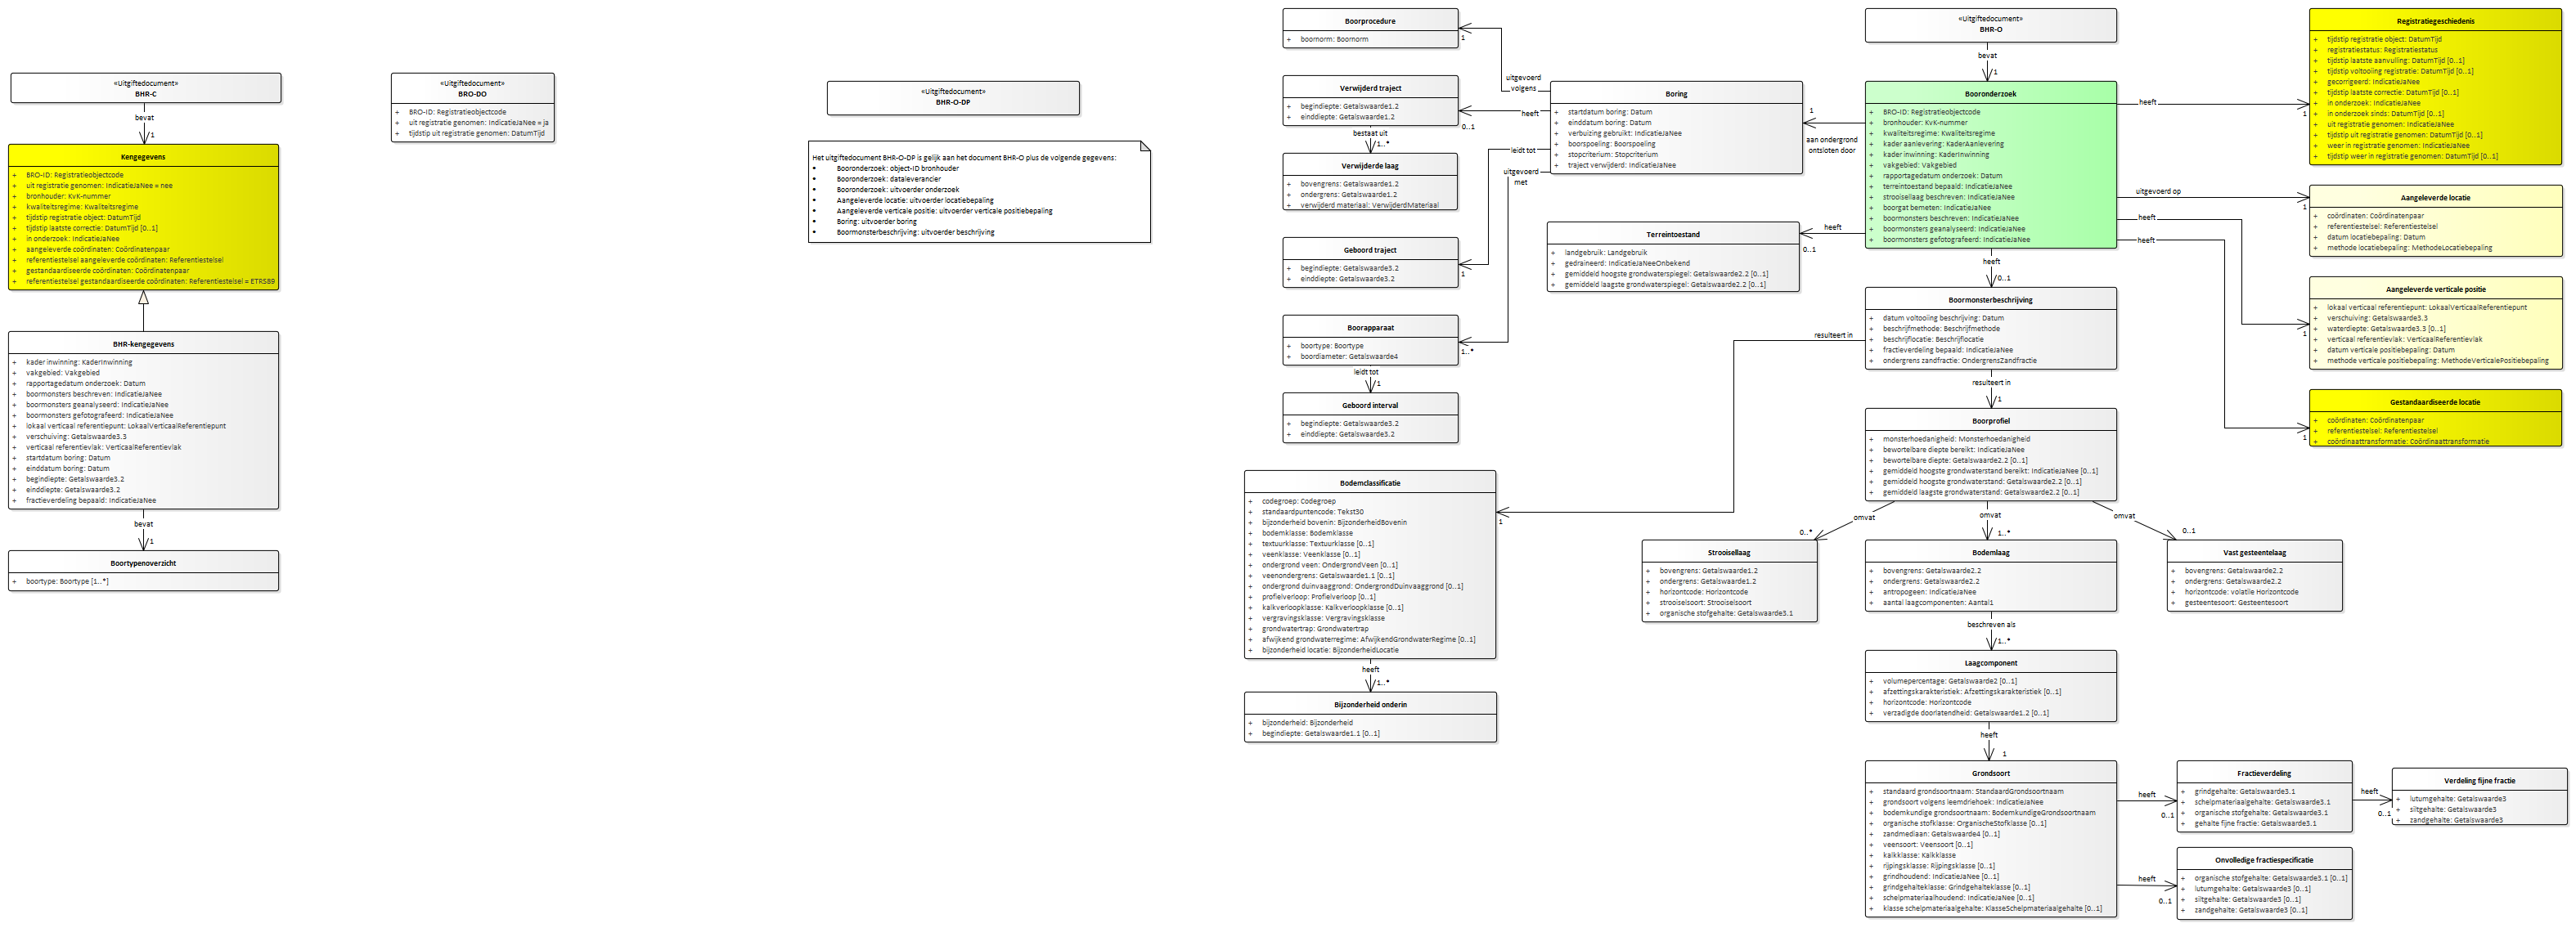 «Uitgiftedocument»
BHR-C
bevat
1
Kengegevens
+ BRO-ID: Registratieobjectcode
+ uit registratie genomen: IndicatieJaNee = nee
+ bronhouder: KvK-nummer
+ kwaliteitsregime: Kwaliteitsregime
+ tijdstip registratie object: DatumTijd
+ tijdstip laatste correctie: DatumTijd [0..1]
+ in onderzoek: IndicatieJaNee
+ aangeleverde coördinaten: Coördinatenpaar
+ referentiestelsel aangeleverde coördinaten: Referentiestelsel
+ gestandaardiseerde coördinaten: Coördinatenpaar
+ referentiestelsel gestandaardiseerde coördinaten: Referentiestelsel = ETRS89
BHR-kengegevens
+ kader inwinning: KaderInwinning
+ vakgebied: Vakgebied
+ rapportagedatum onderzoek: Datum
+ boormonsters beschreven: IndicatieJaNee
+ boormonsters geanalyseerd: IndicatieJaNee
+ boormonsters gefotografeerd: IndicatieJaNee
+ lokaal verticaal referentiepunt: LokaalVerticaalReferentiepunt
+ verschuiving: Getalswaarde3.3
+ verticaal referentievlak: VerticaalReferentievlak
+ startdatum boring: Datum
+ einddatum boring: Datum
+ begindiepte: Getalswaarde3.2
+ einddiepte: Getalswaarde3.2
+ fractieverdeling bepaald: IndicatieJaNee
bevat
1
Boortypenoverzicht
+ boortype: Boortype [1..*]
«Uitgiftedocument»
BRO-DO
+ BRO-ID: Registratieobjectcode
+ uit registratie genomen: IndicatieJaNee = ja
+ tijdstip uit registratie genomen: DatumTijd
«Uitgiftedocument»
BHR-O-DP
Het uitgiftedocument BHR-O-DP is gelijk aan het document BHR-O plus de volgende gegevens:
• Booronderzoek: object-ID bronhouder
• Booronderzoek: dataleverancier
• Booronderzoek: uitvoerder onderzoek
• Aangeleverde locatie: uitvoerder locatiebepaling
• Aangeleverde verticale positie: uitvoerder verticale positiebepaling
• Boring: uitvoerder boring
• Boormonsterbeschrijving: uitvoerder beschrijving
Boorprocedure
+ boornorm: Boornorm
1
uitgevoerd
volgens
Verwijderd traject
+ begindiepte: Getalswaarde1.2
+ einddiepte: Getalswaarde1.2
heeft
0..1
bestaat uit
1..*
Verwijderde laag
+ bovengrens: Getalswaarde1.2
+ ondergrens: Getalswaarde1.2
+ verwijderd materiaal: VerwijderdMateriaal
leidt tot
Geboord traject
+ begindiepte: Getalswaarde3.2
+ einddiepte: Getalswaarde3.2
1
uitgevoerd
met
Boorapparaat
+ boortype: Boortype
+ boordiameter: Getalswaarde4
1..*
leidt tot
1
Geboord interval
+ begindiepte: Getalswaarde3.2
+ einddiepte: Getalswaarde3.2
Boring
+ startdatum boring: Datum
+ einddatum boring: Datum
+ verbuizing gebruikt: IndicatieJaNee
+ boorspoeling: Boorspoeling
+ stopcriterium: Stopcriterium
+ traject verwijderd: IndicatieJaNee
1
aan ondergrond
ontsloten door
Terreintoestand
+ landgebruik: Landgebruik
+ gedraineerd: IndicatieJaNeeOnbekend
+ gemiddeld hoogste grondwaterspiegel: Getalswaarde2.2 [0..1]
+ gemiddeld laagste grondwaterspiegel: Getalswaarde2.2 [0..1]
heeft
0..1
«Uitgiftedocument»
BHR-O
bevat
1
Booronderzoek
+ BRO-ID: Registratieobjectcode
+ bronhouder: KvK-nummer
+ kwaliteitsregime: Kwaliteitsregime
+ kader aanlevering: KaderAanlevering
+ kader inwinning: KaderInwinning
+ vakgebied: Vakgebied
+ rapportagedatum onderzoek: Datum
+ terreintoestand bepaald: IndicatieJaNee
+ strooisellaag beschreven: IndicatieJaNee
+ boorgat bemeten: IndicatieJaNee
+ boormonsters beschreven: IndicatieJaNee
+ boormonsters geanalyseerd: IndicatieJaNee
+ boormonsters gefotografeerd: IndicatieJaNee
heeft
1
Registratiegeschiedenis
+ tijdstip registratie object: DatumTijd
+ registratiestatus: Registratiestatus
+ tijdstip laatste aanvulling: DatumTijd [0..1]
+ tijdstip voltooiing registratie: DatumTijd [0..1]
+ gecorrigeerd: IndicatieJaNee
+ tijdstip laatste correctie: DatumTijd [0..1]
+ in onderzoek: IndicatieJaNee
+ in onderzoek sinds: DatumTijd [0..1]
+ uit registratie genomen: IndicatieJaNee
+ tijdstip uit registratie genomen: DatumTijd [0..1]
+ weer in registratie genomen: IndicatieJaNee
+ tijdstip weer in registratie genomen: DatumTijd [0..1]
uitgevoerd op
1
Aangeleverde locatie
+ coördinaten: Coördinatenpaar
+ referentiestelsel: Referentiestelsel
+ datum locatiebepaling: Datum
+ methode locatiebepaling: MethodeLocatiebepaling
heeft
1
Aangeleverde verticale positie
+ lokaal verticaal referentiepunt: LokaalVerticaalReferentiepunt
+ verschuiving: Getalswaarde3.3
+ waterdiepte: Getalswaarde3.3 [0..1]
+ verticaal referentievlak: VerticaalReferentievlak
+ datum verticale positiebepaling: Datum
+ methode verticale positiebepaling: MethodeVerticalePositiebepaling
heeft
1
Gestandaardiseerde locatie
+ coördinaten: Coördinatenpaar
+ referentiestelsel: Referentiestelsel
+ coördinaattransformatie: Coördinaattransformatie
heeft
0..1
Boormonsterbeschrijving
+ datum voltooiing beschrijving: Datum
+ beschrijfmethode: Beschrijfmethode
+ beschrijflocatie: Beschrijflocatie
+ fractieverdeling bepaald: IndicatieJaNee
+ ondergrens zandfractie: OndergrensZandfractie
resulteert in
1
resulteert in
1
Boorprofiel
+ monsterhoedanigheid: Monsterhoedanigheid
+ bewortelbare diepte bereikt: IndicatieJaNee
+ bewortelbare diepte: Getalswaarde2.2 [0..1]
+ gemiddeld hoogste grondwaterstand bereikt: IndicatieJaNee [0..1]
+ gemiddeld hoogste grondwaterstand: Getalswaarde2.2 [0..1]
+ gemiddeld laagste grondwaterstand: Getalswaarde2.2 [0..1]
Bodemclassificatie
+ codegroep: Codegroep
+ standaardpuntencode: Tekst30
+ bijzonderheid bovenin: BijzonderheidBovenin
+ bodemklasse: Bodemklasse
+ textuurklasse: Textuurklasse [0..1]
+ veenklasse: Veenklasse [0..1]
+ ondergrond veen: OndergrondVeen [0..1]
+ veenondergrens: Getalswaarde1.1 [0..1]
+ ondergrond duinvaaggrond: OndergrondDuinvaaggrond [0..1]
+ profielverloop: Profielverloop [0..1]
+ kalkverloopklasse: Kalkverloopklasse [0..1]
+ vergravingsklasse: Vergravingsklasse
+ grondwatertrap: Grondwatertrap
+ afwijkend grondwaterregime: AfwijkendGrondwaterRegime [0..1]
+ bijzonderheid locatie: BijzonderheidLocatie
heeft
1..*
Bijzonderheid onderin
+ bijzonderheid: Bijzonderheid
+ begindiepte: Getalswaarde1.1 [0..1]
omvat
0..*
omvat
1..*
omvat
0..1
Strooisellaag
+ bovengrens: Getalswaarde1.2
+ ondergrens: Getalswaarde1.2
+ horizontcode: Horizontcode
+ strooiselsoort: Strooiselsoort
+ organische stofgehalte: Getalswaarde3.1
Bodemlaag
+ bovengrens: Getalswaarde2.2
+ ondergrens: Getalswaarde2.2
+ antropogeen: IndicatieJaNee
+ aantal laagcomponenten: Aantal1
Vast gesteentelaag
+ bovengrens: Getalswaarde2.2
+ ondergrens: Getalswaarde2.2
+ horizontcode: volatile Horizontcode
+ gesteentesoort: Gesteentesoort
beschreven als
1..*
Laagcomponent
+ volumepercentage: Getalswaarde2 [0..1]
+ afzettingskarakteristiek: Afzettingskarakteristiek [0..1]
+ horizontcode: Horizontcode
+ verzadigde doorlatendheid: Getalswaarde1.2 [0..1]
heeft
1
Grondsoort
+ standaard grondsoortnaam: StandaardGrondsoortnaam
+ grondsoort volgens leemdriehoek: IndicatieJaNee
+ bodemkundige grondsoortnaam: BodemkundigeGrondsoortnaam
+ organische stofklasse: OrganischeStofklasse [0..1]
+ zandmediaan: Getalswaarde4 [0..1]
+ veensoort: Veensoort [0..1]
+ kalkklasse: Kalkklasse
+ rijpingsklasse: Rijpingsklasse [0..1]
+ grindhoudend: IndicatieJaNee [0..1]
+ grindgehalteklasse: Grindgehalteklasse [0..1]
+ schelpmateriaalhoudend: IndicatieJaNee [0..1]
+ klasse schelpmateriaalgehalte: KlasseSchelpmateriaalgehalte [0..1]
heeft
0..1
Fractieverdeling
+ grindgehalte: Getalswaarde3.1
+ schelpmateriaalgehalte: Getalswaarde3.1
+ organische stofgehalte: Getalswaarde3.1
+ gehalte fijne fractie: Getalswaarde3.1
heeft
0..1
Verdeling fijne fractie
+ lutumgehalte: Getalswaarde3
+ siltgehalte: Getalswaarde3
+ zandgehalte: Getalswaarde3
heeft
0..1
Onvolledige fractiespecificatie
+ organische stofgehalte: Getalswaarde3.1 [0..1]
+ lutumgehalte: Getalswaarde3 [0..1]
+ siltgehalte: Getalswaarde3 [0..1]
+ zandgehalte: Getalswaarde3 [0..1]